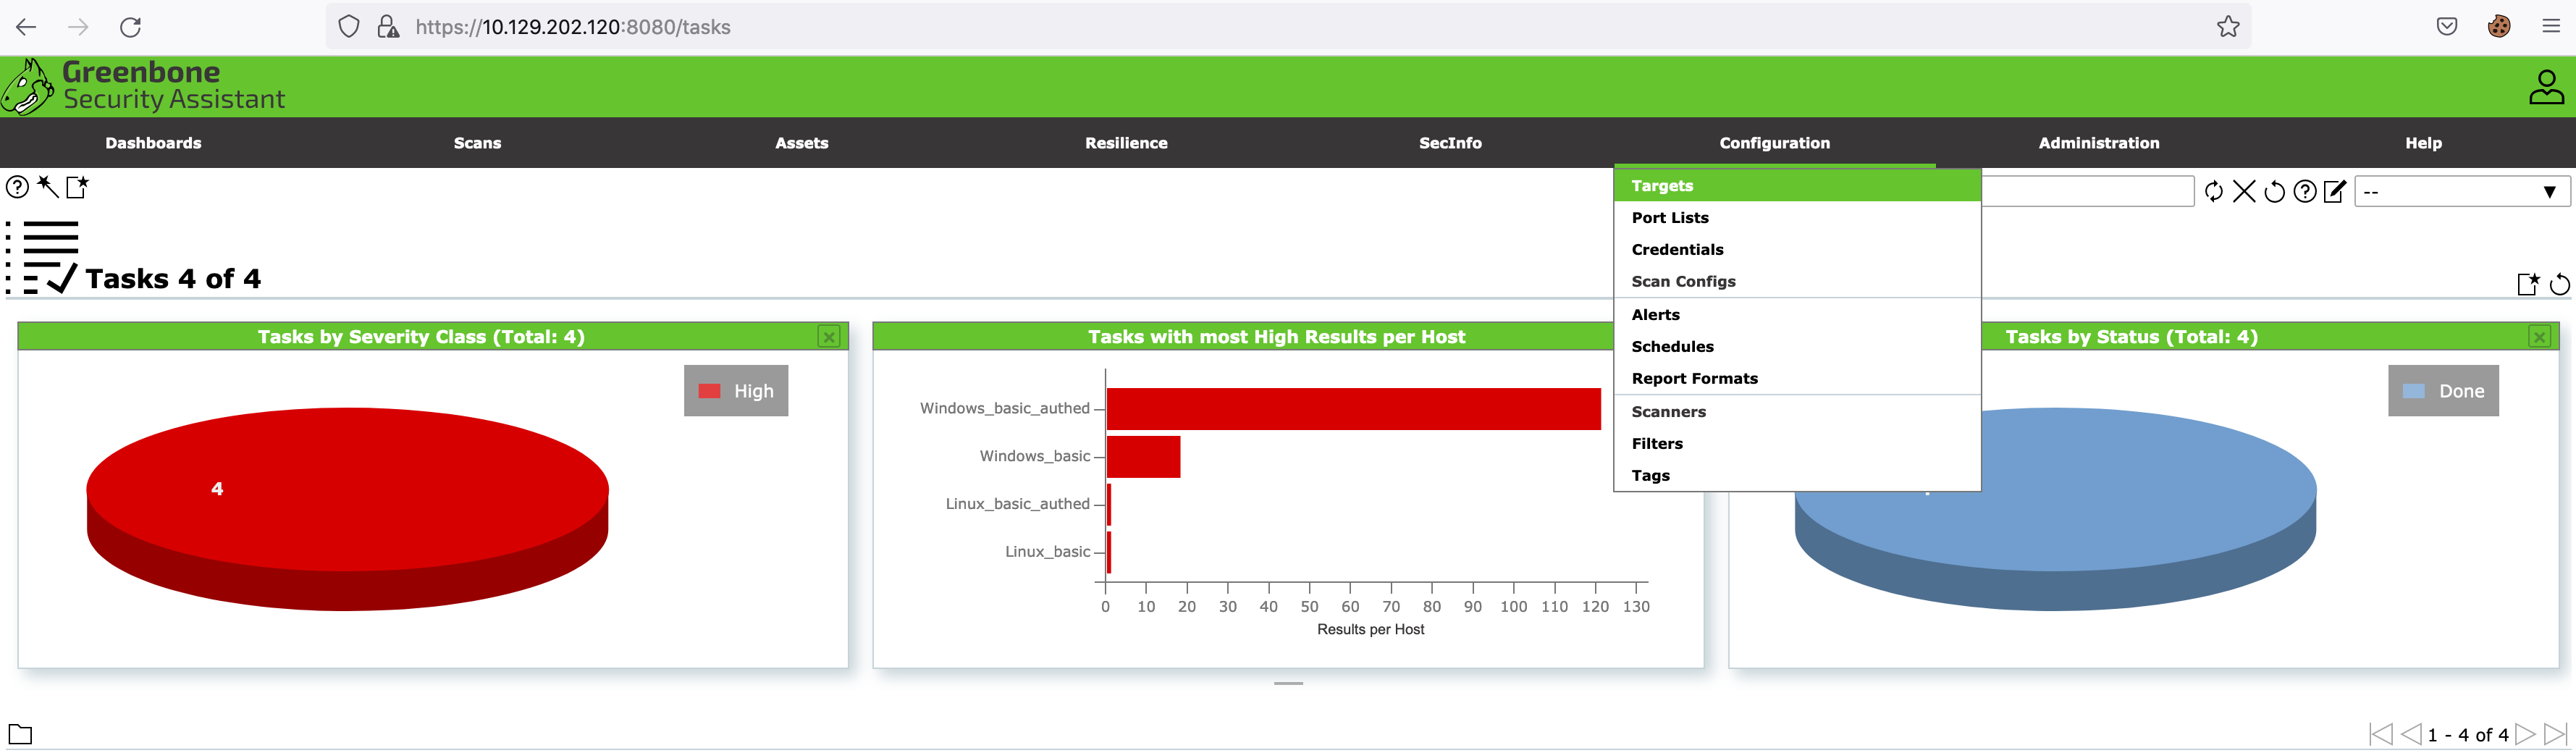 https://10.129.202.120:8080/tasks
Greenbone
Security Assistant
Dashboards Scans Assets Resilience SecInfo Configuration Administration Help
Targets
--
Port Lists
Credentials
Scan Configs
Alerts
Schedules
Report Formats
Scanners
Filters
Tags
Tasks 4 of 4
Tasks by Severity Class (Total: 4)
High
4
Tasks with most High Results per Host
Windows_basic_authed
Windows_basic
Linux_basic_authed
Linux_basic
0 10 20 30 40 50 60 70 80 90 100 110 120 130
Results per Host
Tasks by Status (Total: 4)
Done
1 - 4 of 4